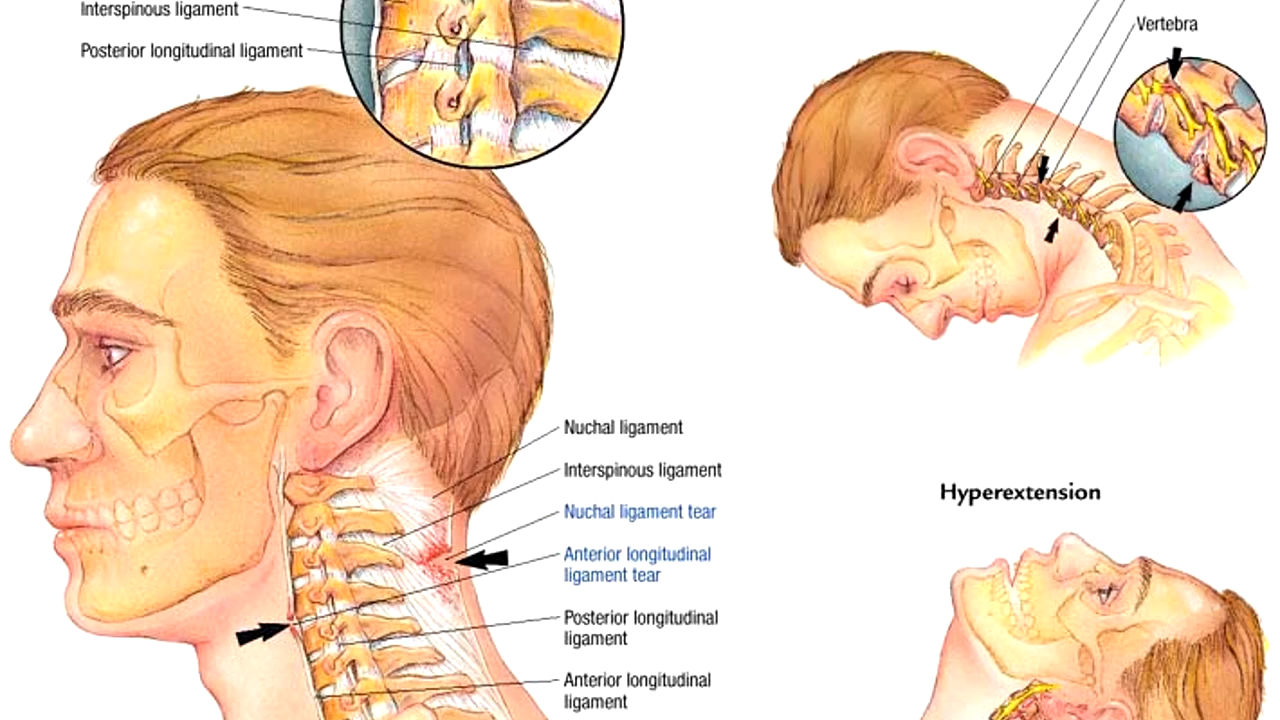 Interspinous ligament
Posterior longitudinal ligament
Vertebra
Nuchal ligament
Interspinous ligament
Nuchal ligament tear
Anterior longitudinal
ligament tear
Posterior longitudinal
ligament
Anterior longitudinal
ligament
Hyperextension